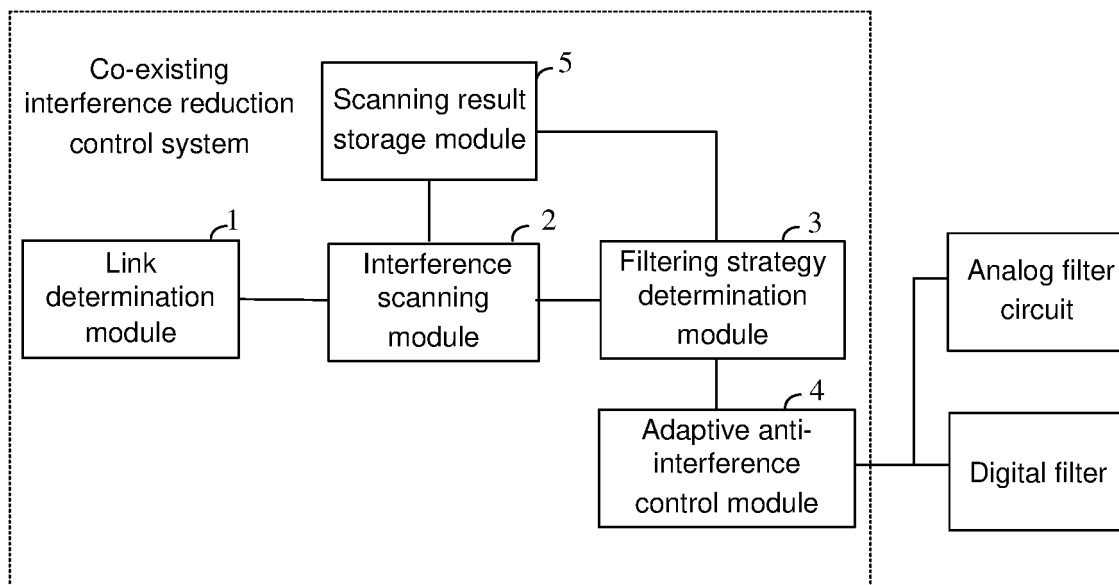 Co-existing
interference reduction
control system
5
Scanning result
storage module
1
Link
determination
module
2
Interference
scanning
module
3
Filtering strategy
determination
module
4
Adaptive anti-
interference
control module
Analog filter
circuit
Digital filter